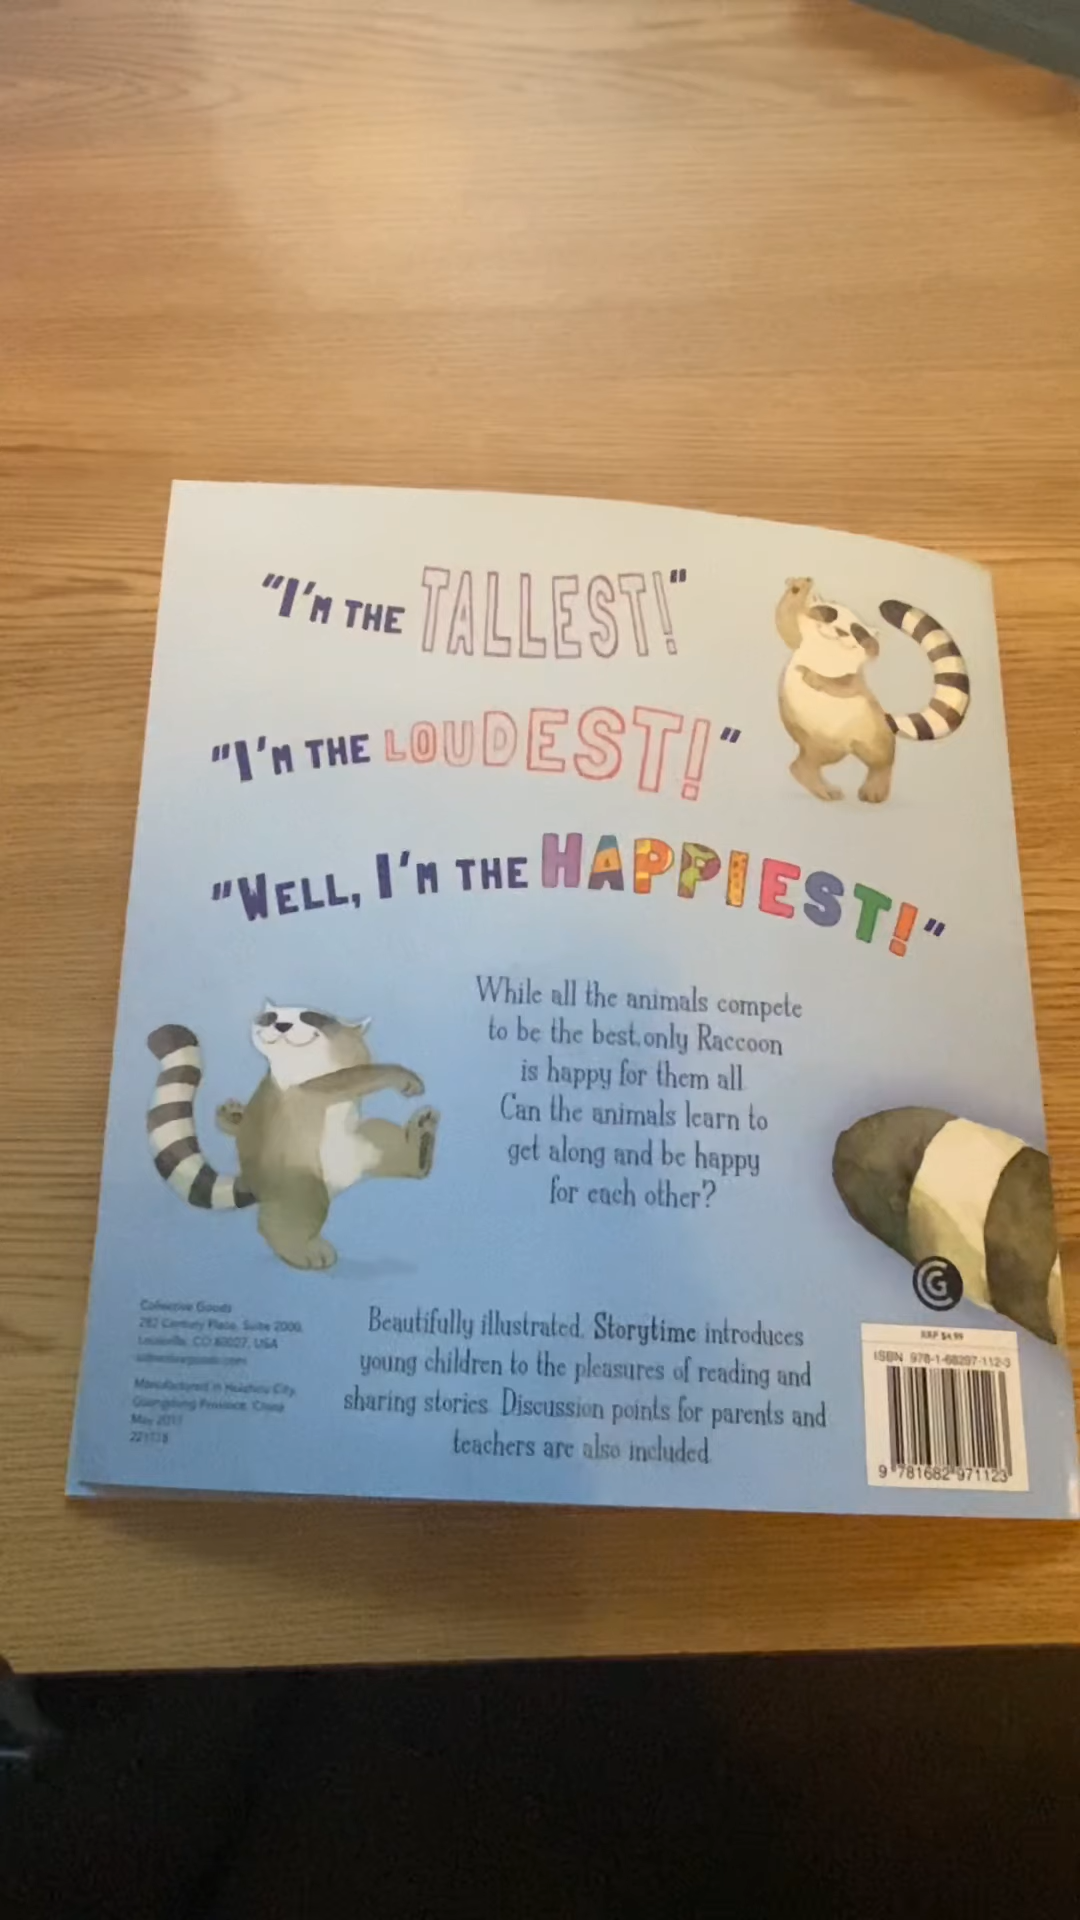 "I'M THE TALLEST!"
"I'M THE LOUDEST!"
"WELL, I'M THE HAPPIEST!"
While all the animals compete
to be the best, only Raccoon
is happy for them all.
Can the animals learn to
get along and be happy
for each other?
Collective Goods
282 Century Place, Suite 2000,
Louisville, CO 80027, USA
Manufactured in Huizhou City,
Guangdong Province, China
May 2017
Beautifully illustrated, Storytime introduces
young children to the pleasures of reading and
sharing stories. Discussion points for parents and
teachers are also included.
G
RRP $4.99
ISBN 978-1-68297-112-3
9 781682 971123